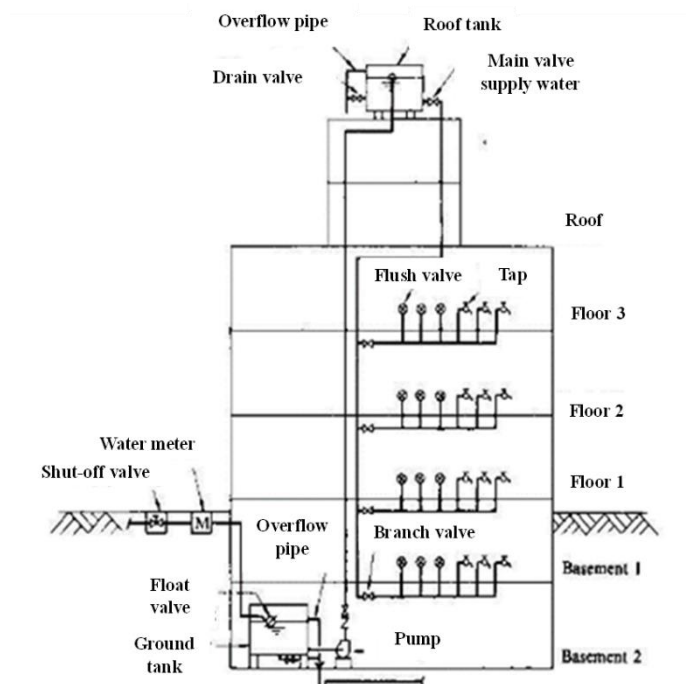 Overflow pipe
Roof tank
Drain valve
Main valve
supply water
Roof
Flush valve
Tap
Floor 3
Floor 2
Water meter
Shut-off valve
Floor 1
M
Overflow
pipe
Branch valve
Basement 1
Float
valve
Ground
tank
Pump
Basement 2